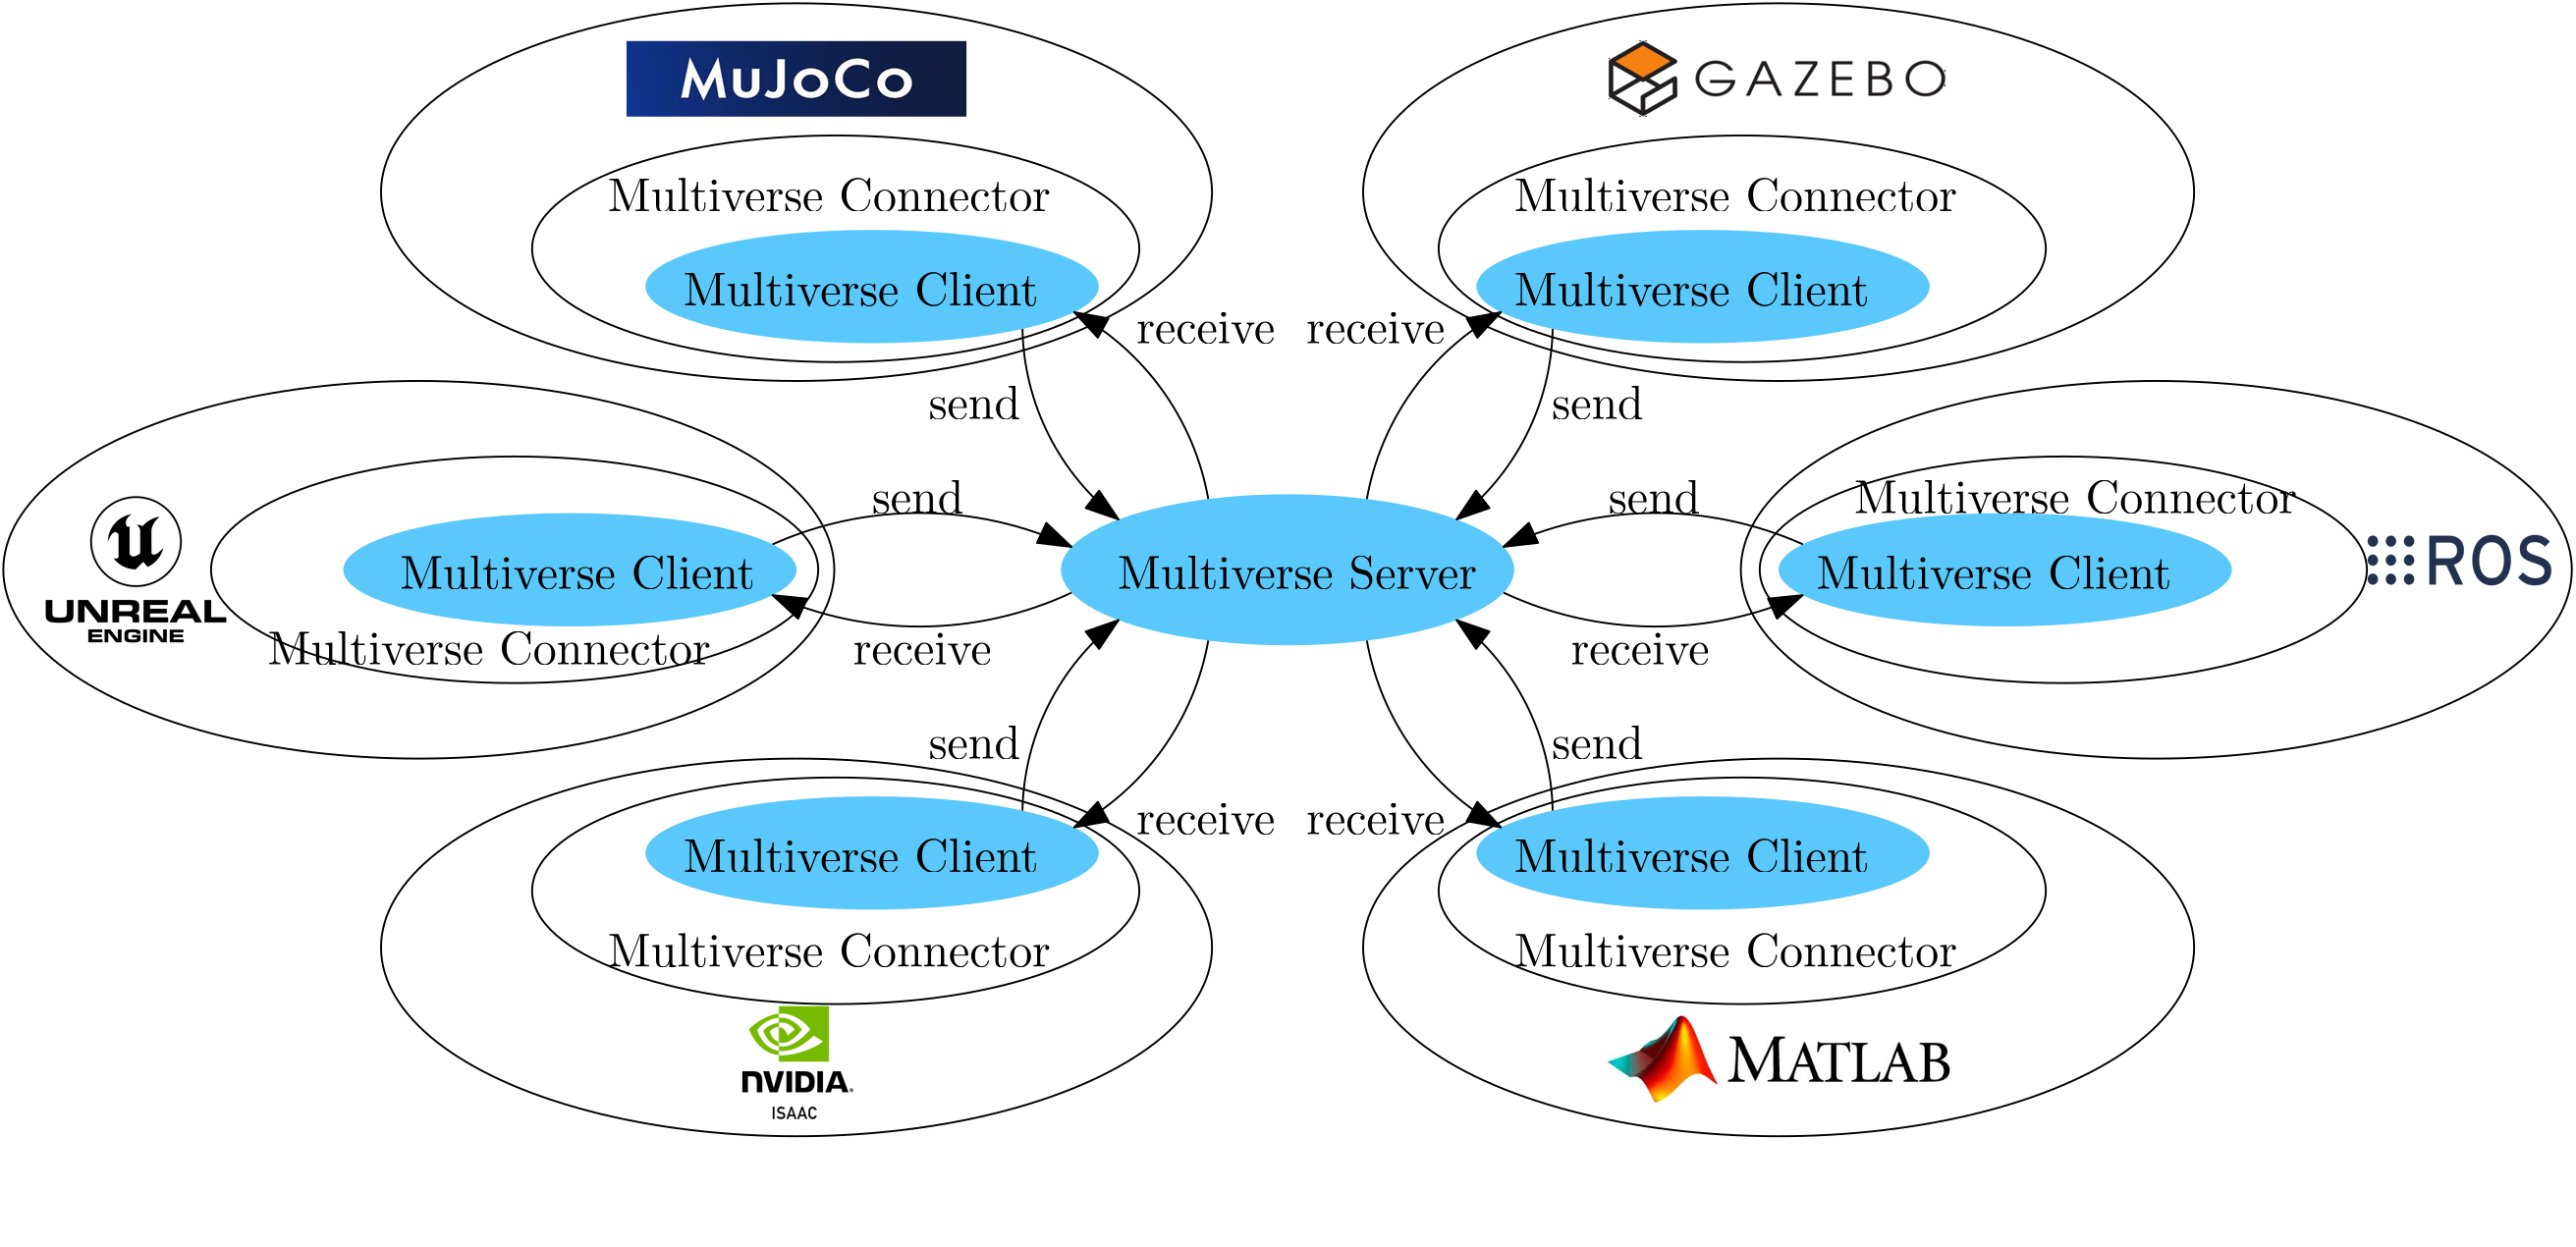 MuJoCo
GAZEBO
Multiverse Connector
Multiverse Connector
Multiverse Client
Multiverse Client
receive
receive
send
send
send
send
Multiverse Connector
UNREAL
ENGINE
Multiverse Client
Multiverse Server
Multiverse Client
ROS
Multiverse Connector
receive
receive
send
send
receive
receive
Multiverse Client
Multiverse Client
Multiverse Connector
Multiverse Connector
NVIDIA.
ISAAC
MATLAB